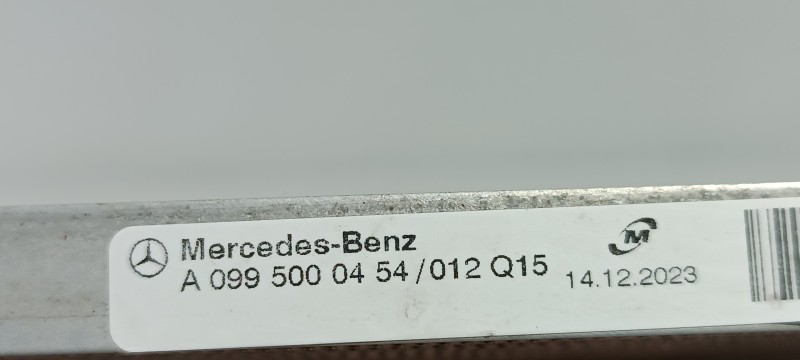 Mercedes-Benz
A 099 500 04 54/012 Q15
M
14.12.2023